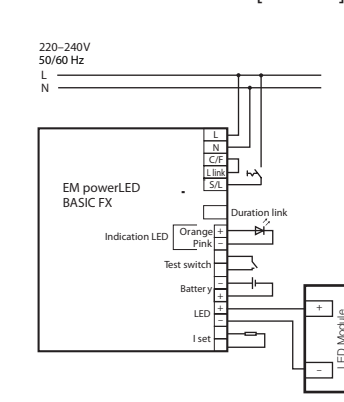 220–240V
50/60 Hz
L
N
L
N
C/F
L link
S/L
EM powerLED
BASIC FX
Duration link
Indication LED
Orange +
Pink –
Test switch
Battery –
+
LED +
–
I set
+
–
LED Module